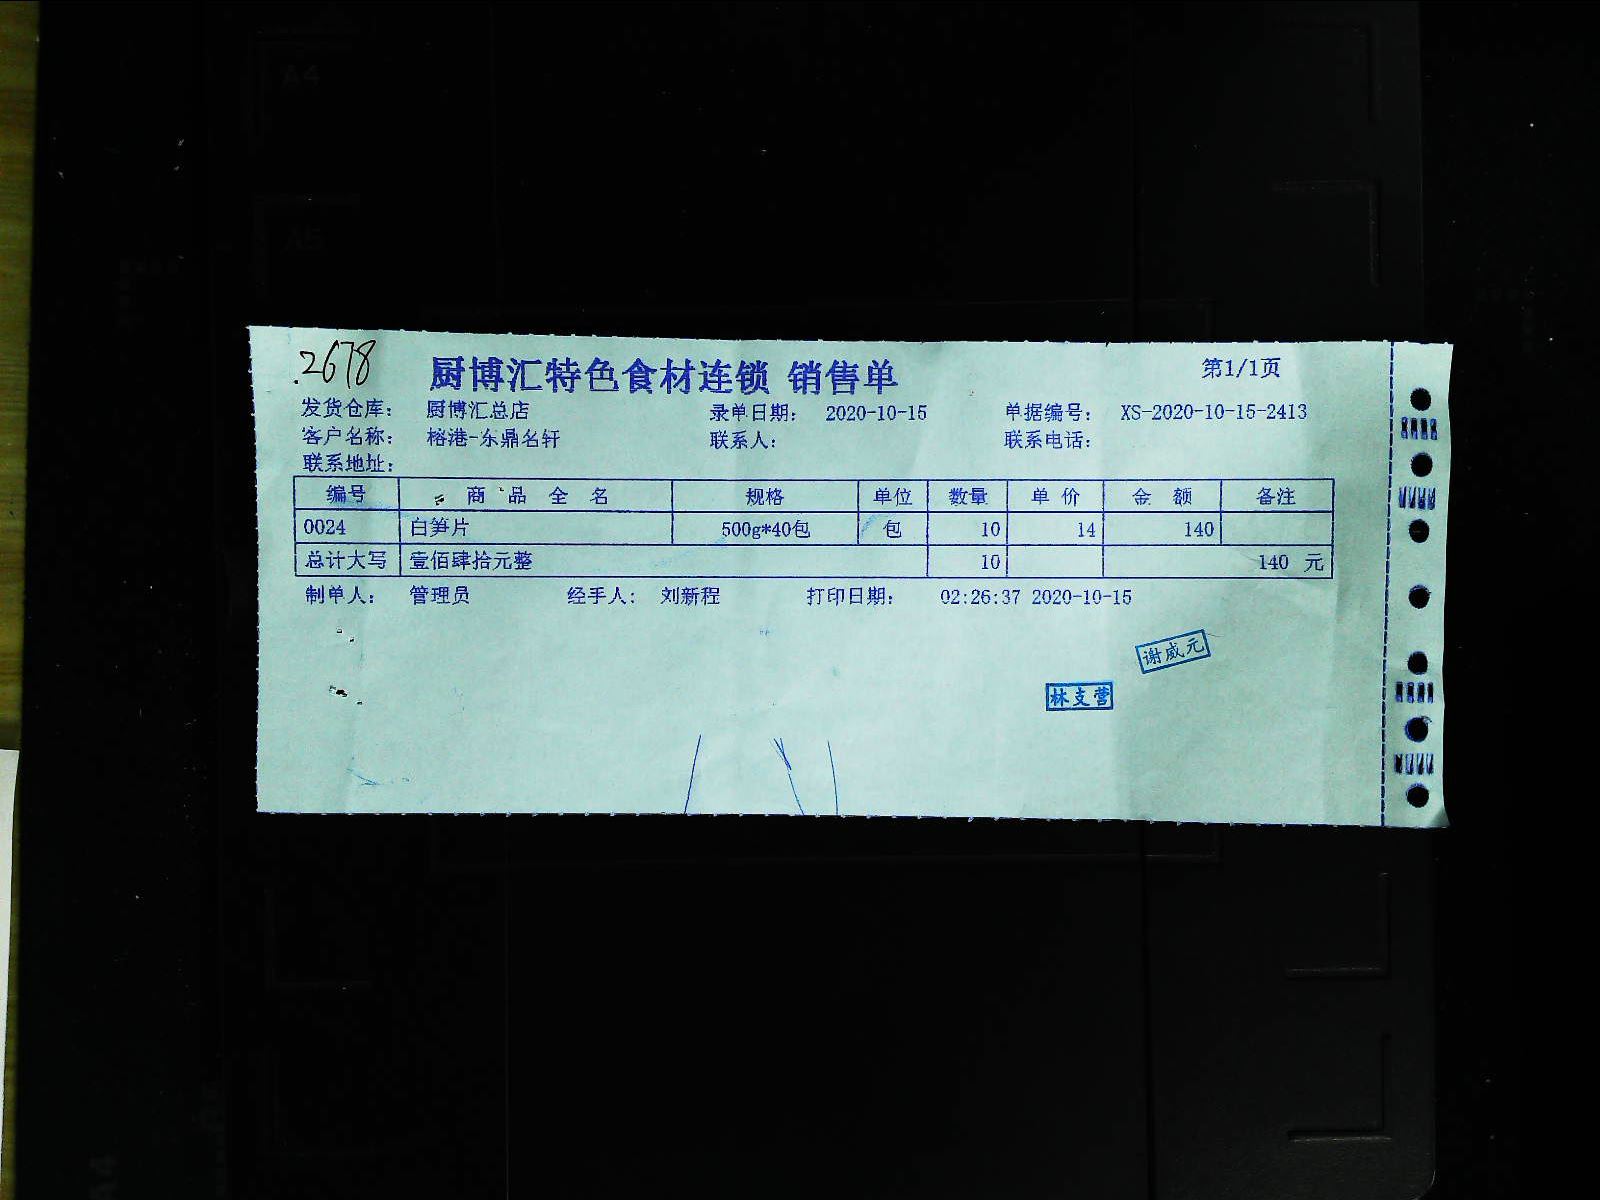 A4
A5
.2678
厨博汇特色食材连锁 销售单
第1/1页
发货仓库： 厨博汇总店 录单日期： 2020-10-15 单据编号： XS-2020-10-15-2413
客户名称： 榕港-东鼎名轩 联系人： 联系电话：
联系地址：
编号 商品全名 规格 单位 数量 单价 金额 备注
0024 白笋片 500g*40包 包 10 14 140
总计大写 壹佰肆拾元整 10 140 元
制单人： 管理员 经手人： 刘新程 打印日期： 02:26:37 2020-10-15
谢威元
林支营